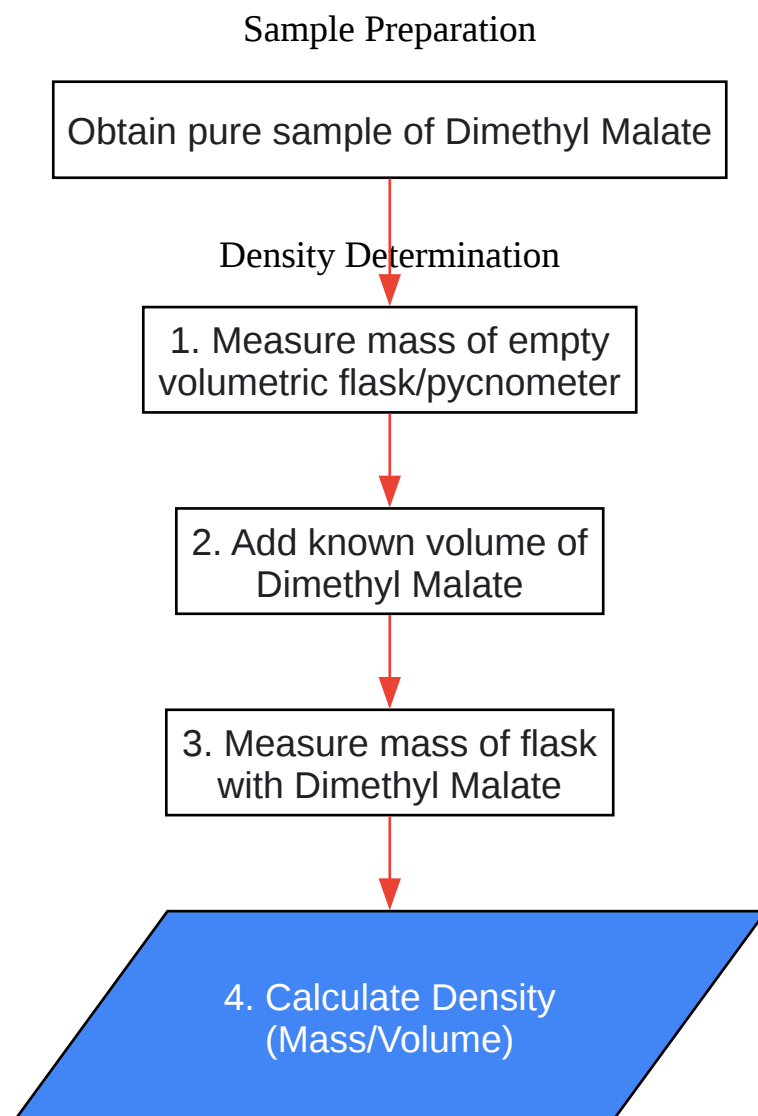 Sample Preparation
Obtain pure sample of Dimethyl Malate
Density Determination
1. Measure mass of empty
volumetric flask/pycnometer
2. Add known volume of
Dimethyl Malate
3. Measure mass of flask
with Dimethyl Malate
4. Calculate Density
(Mass/Volume)